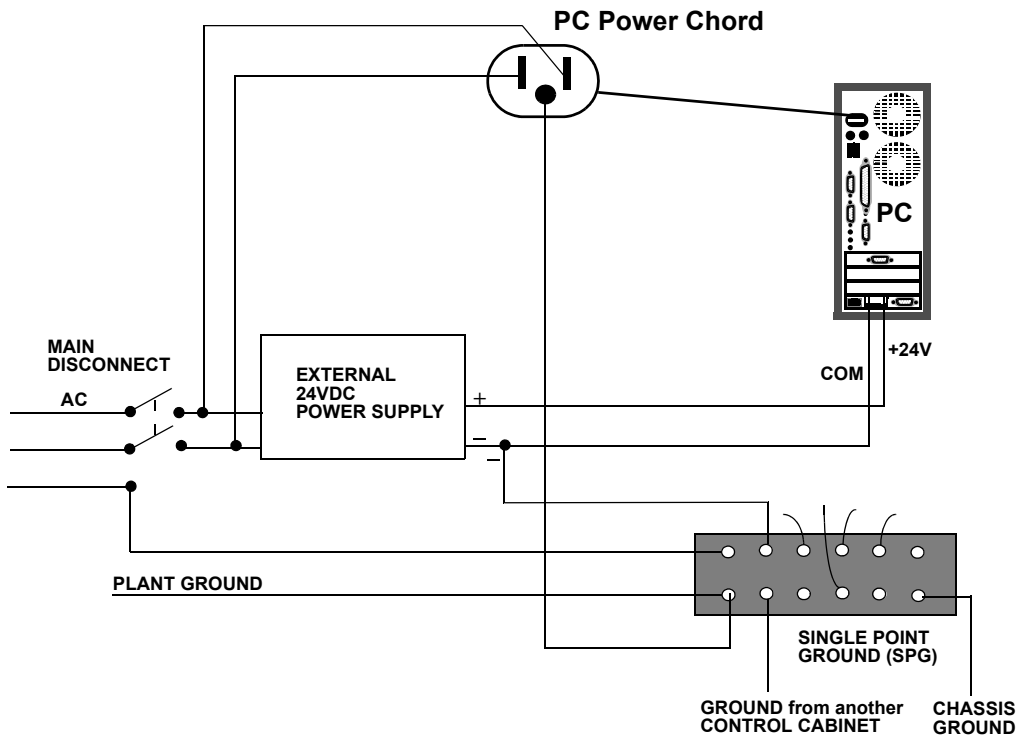 PC Power Chord
PC
+24V
COM
MAIN
DISCONNECT
AC
EXTERNAL
24VDC
POWER SUPPLY
+
–
–
PLANT GROUND
SINGLE POINT
GROUND (SPG)
GROUND from another
CONTROL CABINET
CHASSIS
GROUND